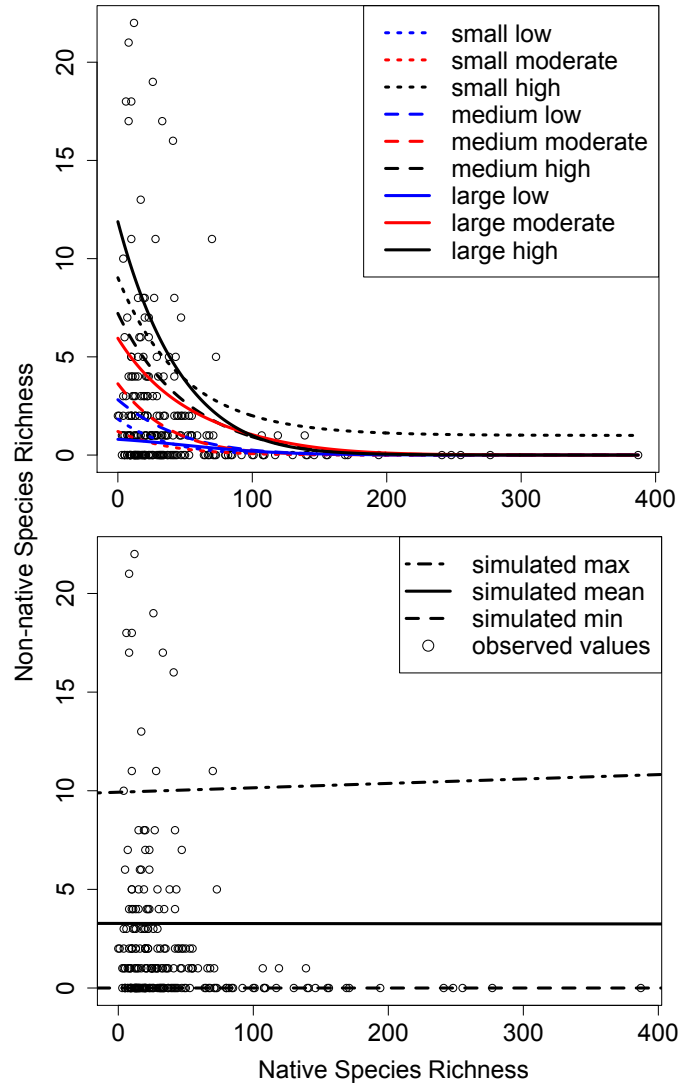 small low
small moderate
small high
medium low
medium moderate
medium high
large low
large moderate
large high
20
15
10
5
0
0 100 200 300 400
Non-native Species Richness
simulated max
simulated mean
simulated min
observed values
20
15
10
5
0
0 100 200 300 400
Native Species Richness